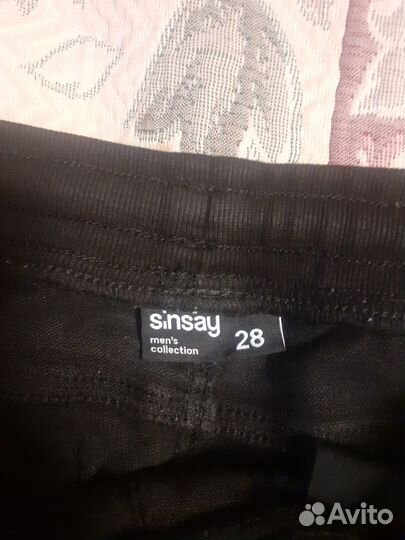 sinsay
men's
collection
28
Avito